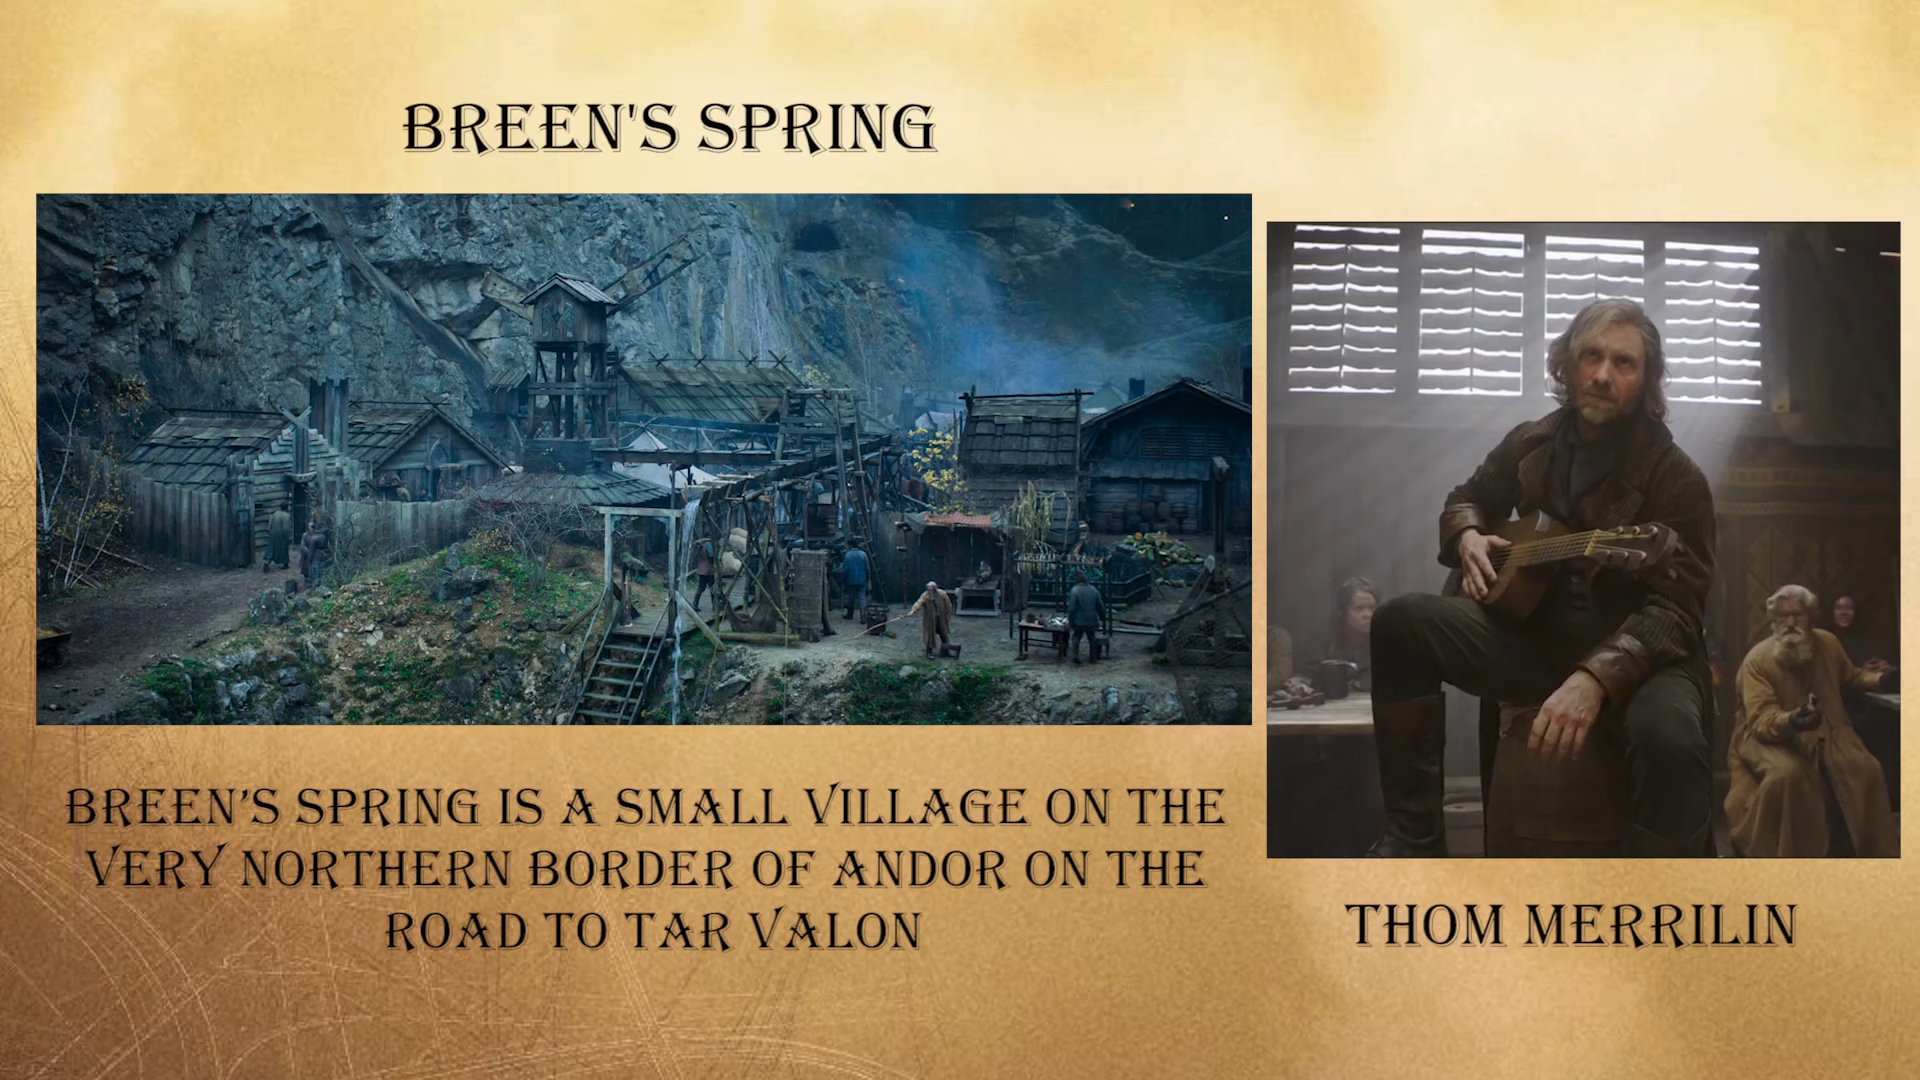 BREEN'S SPRING
BREEN’S SPRING IS A SMALL VILLAGE ON THE
VERY NORTHERN BORDER OF ANDOR ON THE
ROAD TO TAR VALON
THOM MERRILIN